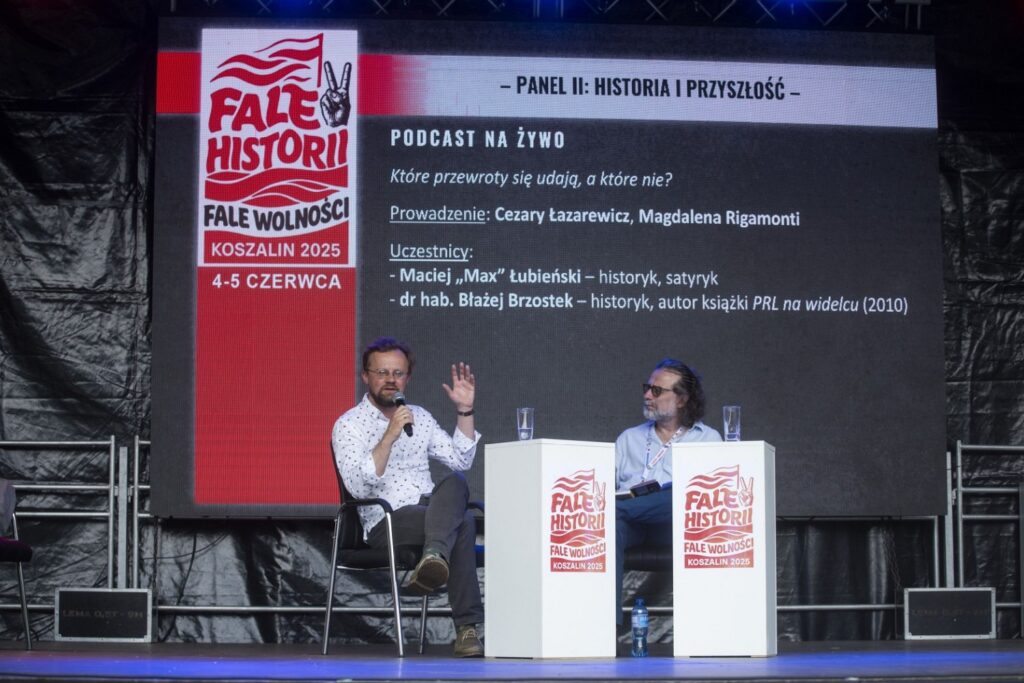 – PANEL II: HISTORIA I PRZYSZŁOŚĆ –
FALE
HISTORII
FALE WOLNOŚCI
KOSZALIN 2025
4-5 CZERWCA
PODCAST NA ŻYWO
Które przewroty się udają, a które nie?
Prowadzenie: Cezary Łazarewicz, Magdalena Rigamonti
Uczestnicy:
- Maciej „Max” Łubieński – historyk, satyryk
- dr hab. Błażej Brzostek – historyk, autor książki PRL na widelcu (2010)
FALE
HISTORII
FALE WOLNOŚCI
KOSZALIN 2025
FALE
HISTORII
FALE WOLNOŚCI
KOSZALIN 2025